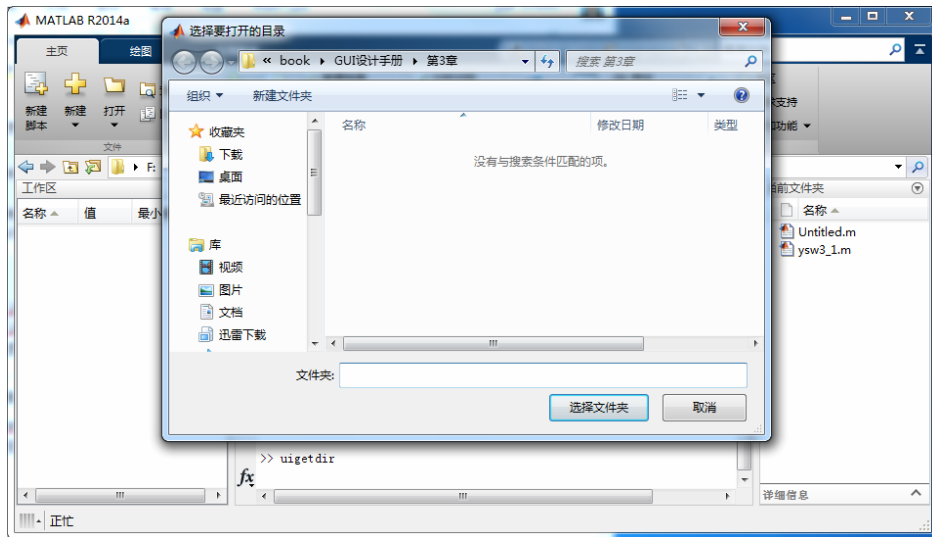 MATLAB R2014a
选择要打开的目录
主页
绘图
« book ▸ GUI设计手册 ▸ 第3章
搜索 第3章
组织
新建文件夹
新建
脚本
新建
打开
文件
支持
功能
收藏夹
下载
桌面
最近访问的位置
库
视频
图片
文档
迅雷下载
名称
修改日期
类型
没有与搜索条件匹配的项。
文件夹:
选择文件夹
取消
F:
工作区
名称
值
最小
前文件夹
名称
Untitled.m
ysw3_1.m
fx >> uigetdir
详细信息
正忙